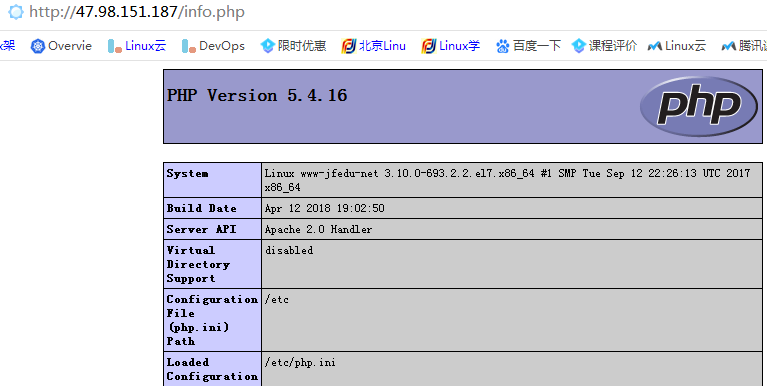 http://47.98.151.187/info.php
x架 Overvie Linux云 DevOps 限时优惠 北京Linu Linux学 百度一下 课程评价 Linux云 腾讯课
PHP Version 5.4.16
php
System
Linux www-jfedu-net 3.10.0-693.2.2.el7.x86_64 #1 SMP Tue Sep 12 22:26:13 UTC 2017
x86_64
Build Date
Apr 12 2018 19:02:50
Server API
Apache 2.0 Handler
Virtual
Directory
Support
disabled
Configuration
File
(php.ini)
Path
/etc
Loaded
Configuration
/etc/php.ini